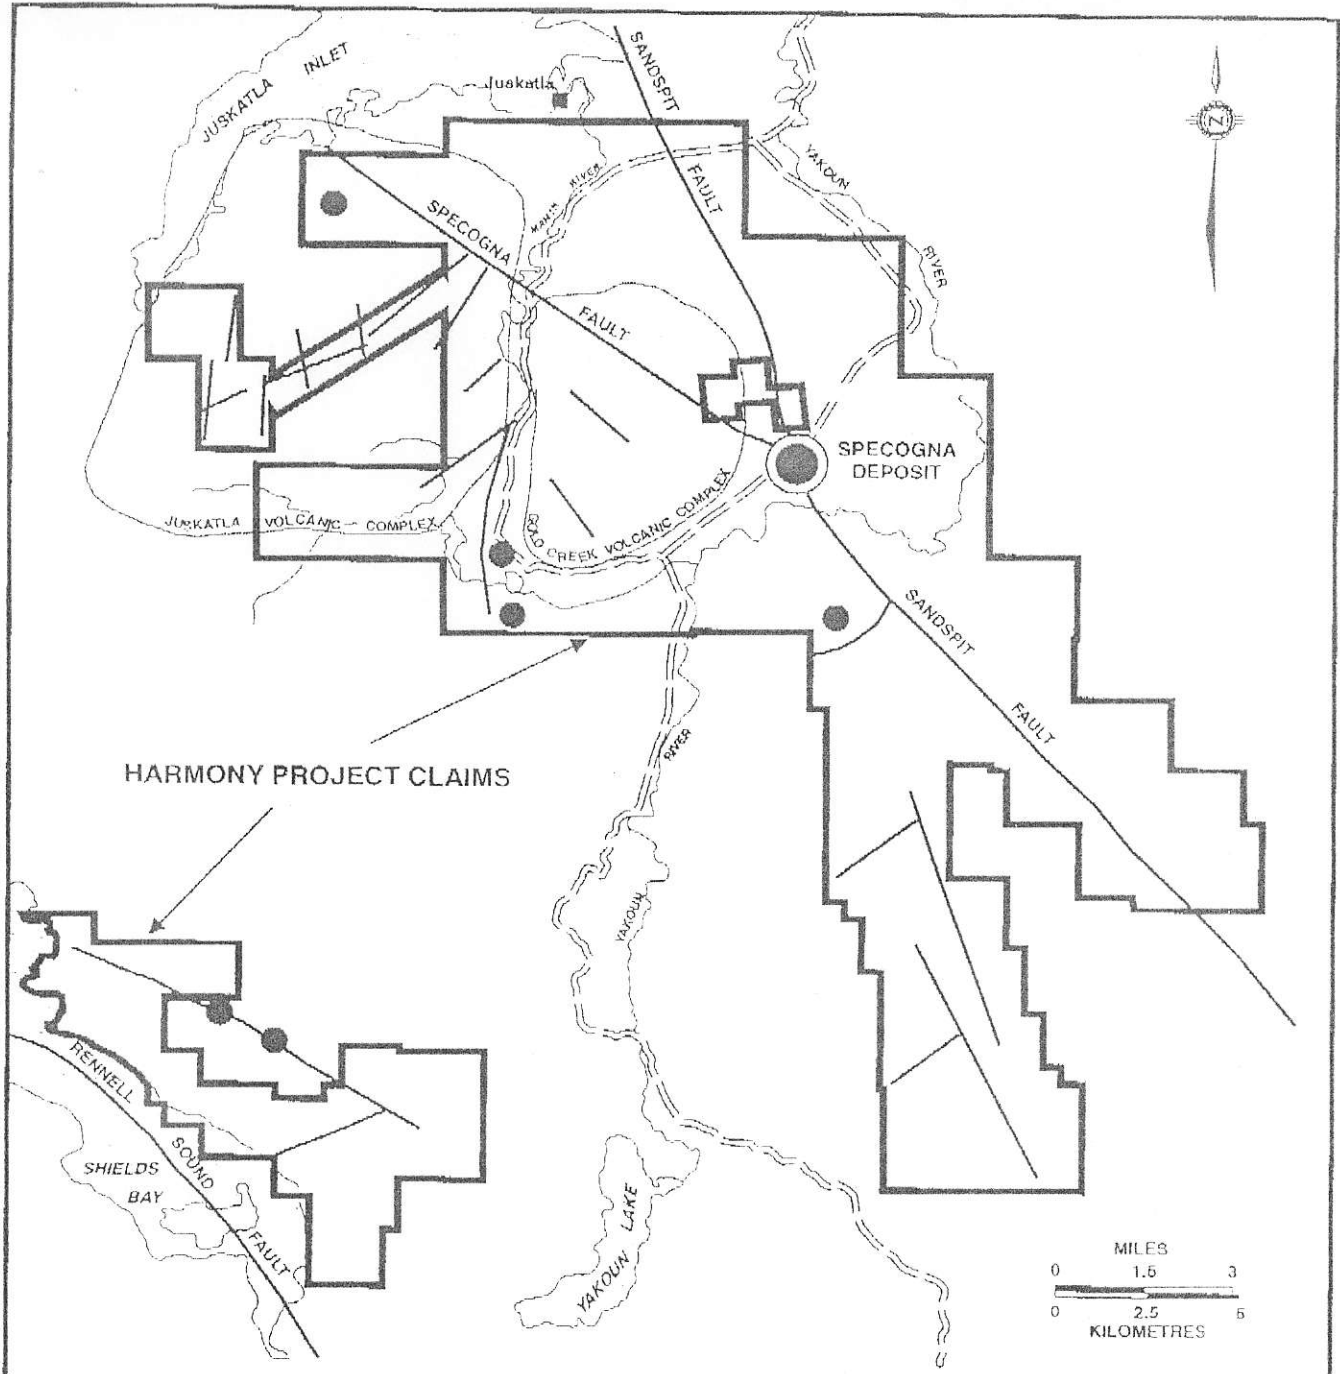 JUSKATLA INLET
Juskatla
SANDSPIT
FAULT
N
YAKOUN
RIVER
MAMIN RIVER
SPECOGNA
FAULT
SPECOGNA
DEPOSIT
JUSKATLA VOLCANIC COMPLEX
GOLD CREEK VOLCANIC COMPLEX
SANDSPIT
FAULT
RIVER
HARMONY PROJECT CLAIMS
YAKOUN
RENNELL
SOUND
FAULT
SHIELDS
BAY
YAKOUN LAKE
MILES
0 1.5 3
0 2.5 5
KILOMETRES